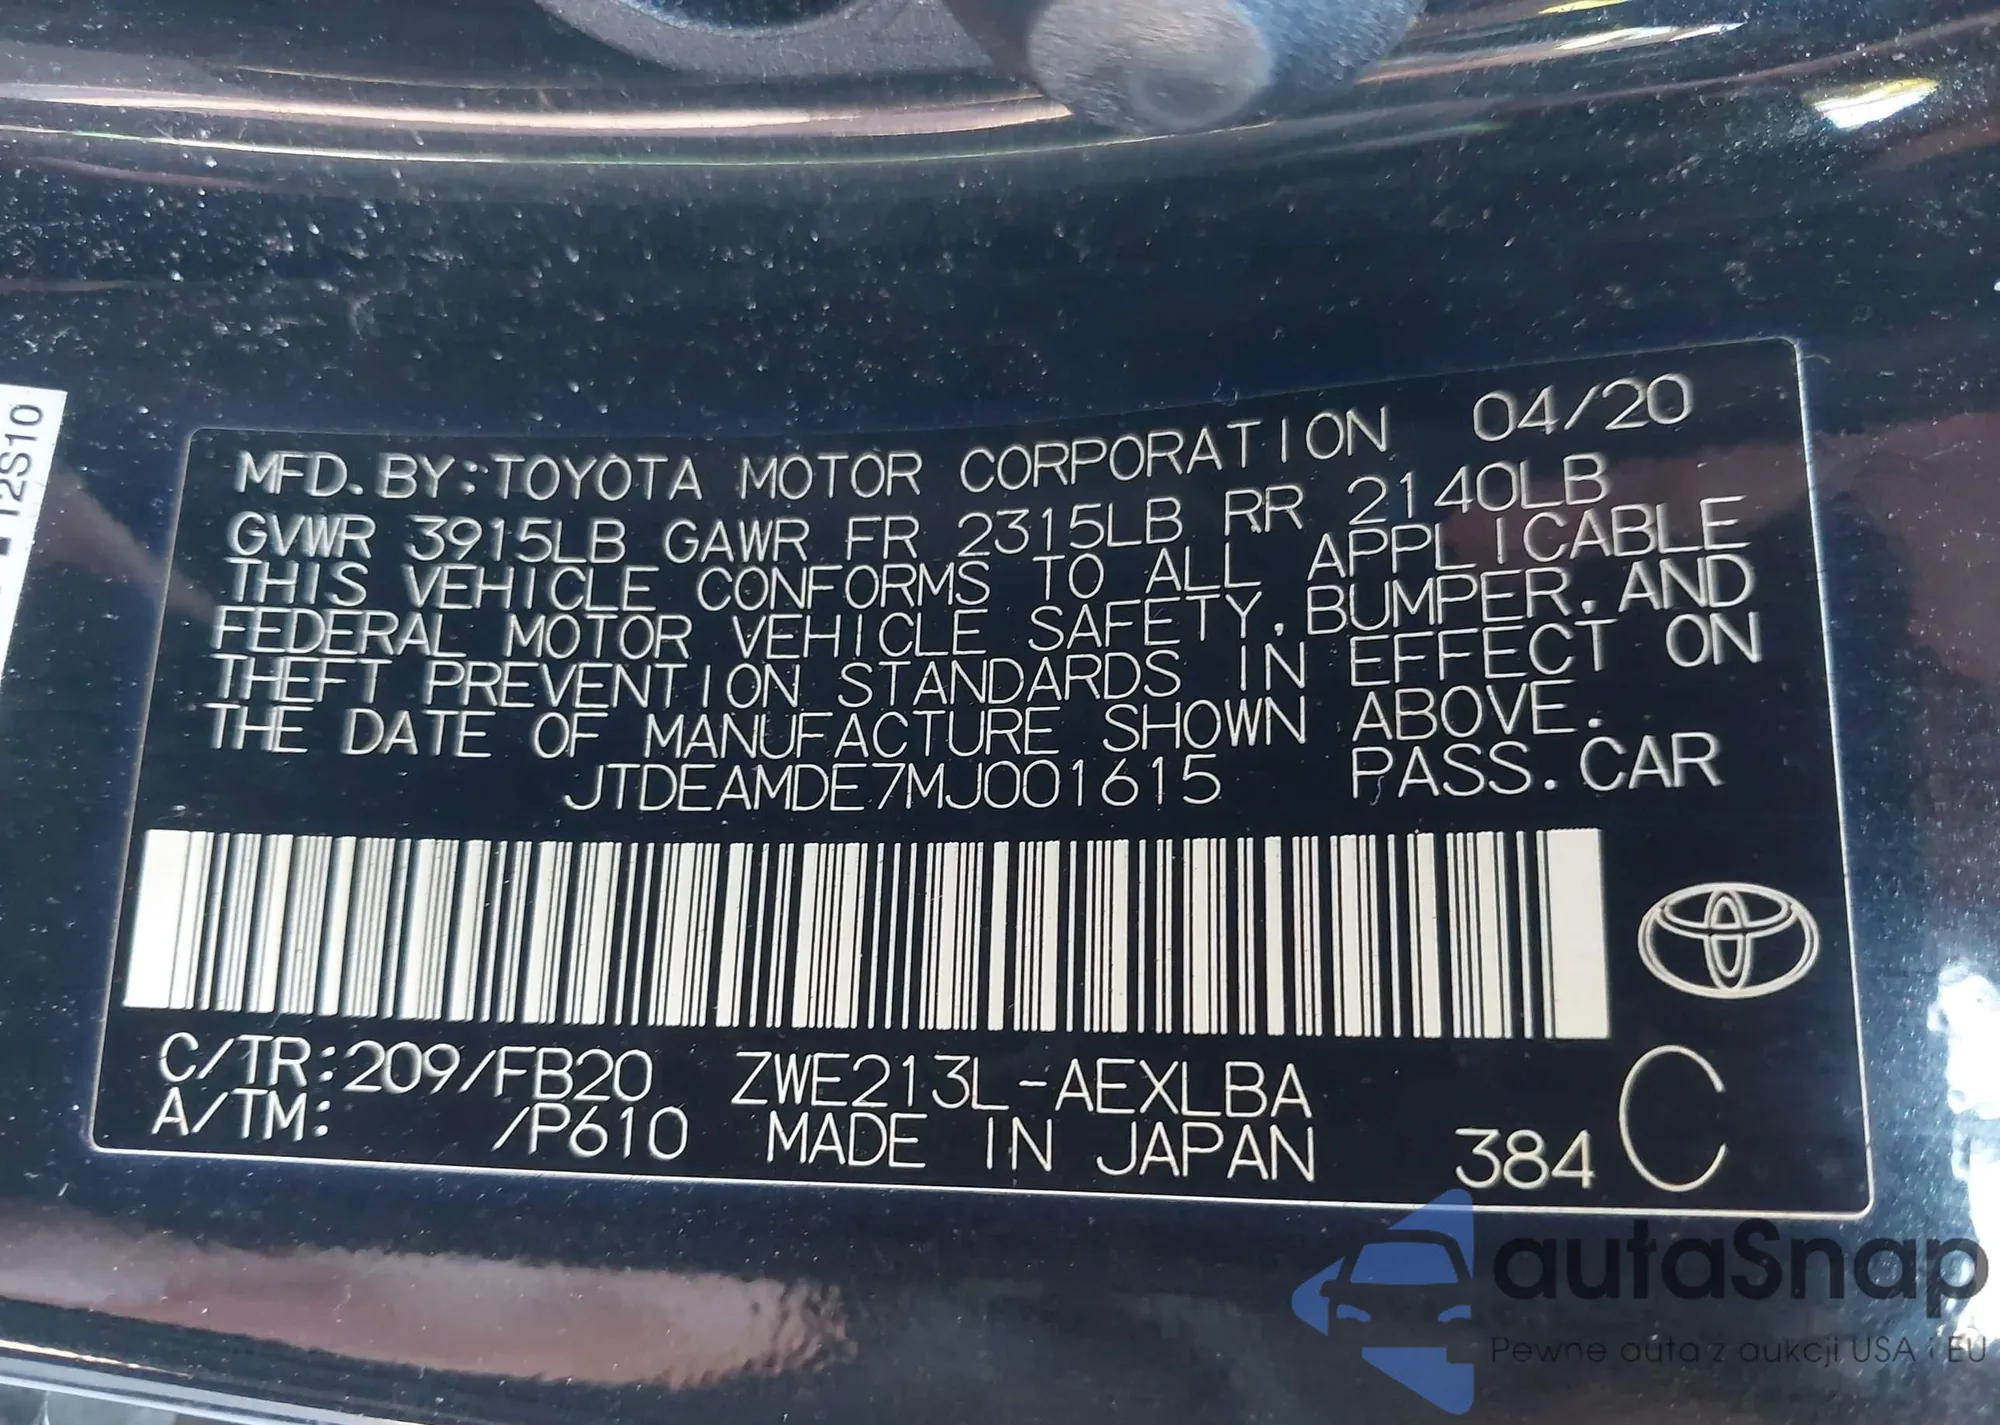 12S10
MFD. BY:TOYOTA MOTOR CORPORATION 04/20
GVWR 3915LB GAWR FR 2315LB RR 2140LB
THIS VEHICLE CONFORMS TO ALL APPLICABLE
FEDERAL MOTOR VEHICLE SAFETY, BUMPER, AND
THEFT PREVENTION STANDARDS IN EFFECT ON
THE DATE OF MANUFACTURE SHOWN ABOVE.
JTDEAMDE7MJ001615 PASS. CAR
C/TR:209/FB20 ZWE213L-AEXLBA C
A/TM: /P610 MADE IN JAPAN 384
autaSnap
Pewne auta z aukcji USA i EU